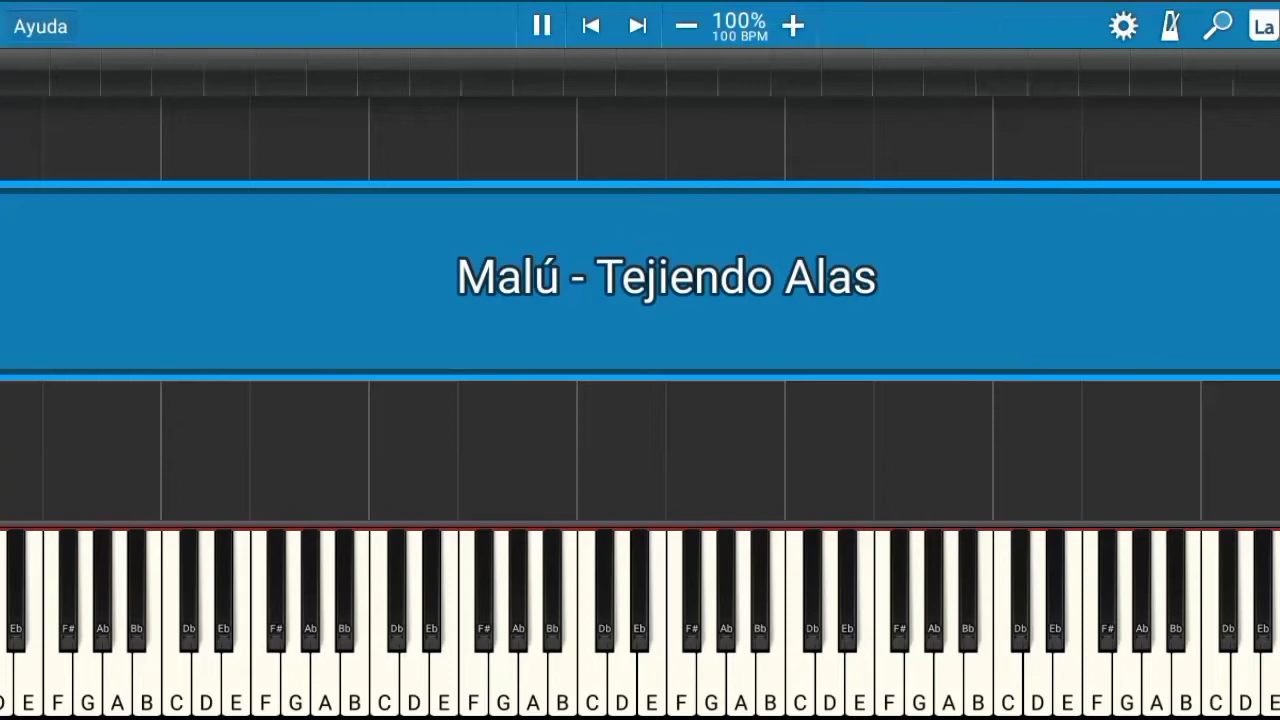 Ayuda
100%
100 BPM
La
Malú - Tejiendo Alas
Eb F# Ab Bb Db Eb F# Ab Bb Db Eb F# Ab Bb Db Eb F# Ab Bb Db Eb F# Ab Bb Db Eb F# Ab Bb Db Eb
D E F G A B C D E F G A B C D E F G A B C D E F G A B C D E F G A B C D E F G A B C D E